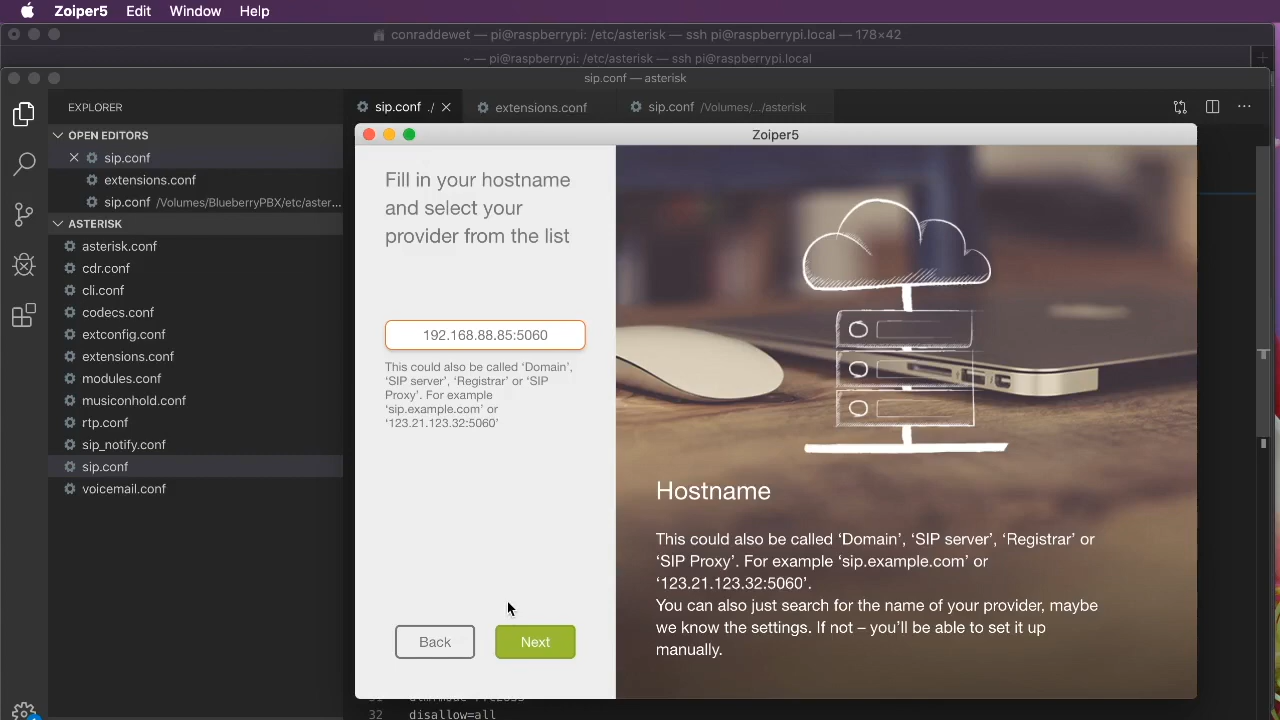 Zoiper5 Edit Window Help
conraddewet — pi@raspberrypi: /etc/asterisk — ssh pi@raspberrypi.local — 178×42
~ — pi@raspberrypi: /etc/asterisk — ssh pi@raspberrypi.local
sip.conf — asterisk
EXPLORER
OPEN EDITORS
sip.conf
extensions.conf
sip.conf /Volumes/BlueberryPBX/etc/aster...
ASTERISK
asterisk.conf
cdr.conf
cli.conf
codecs.conf
extconfig.conf
extensions.conf
modules.conf
musiconhold.conf
rtp.conf
sip_notify.conf
sip.conf
voicemail.conf
sip.conf ./
extensions.conf
sip.conf /Volumes/.../asterisk
Zoiper5
Fill in your hostname
and select your
provider from the list
192.168.88.85:5060
This could also be called ‘Domain’,
‘SIP server’, ‘Registrar’ or ‘SIP
Proxy’. For example
‘sip.example.com’ or
‘123.21.123.32:5060’
Back
Next
Hostname
This could also be called ‘Domain’, ‘SIP server’, ‘Registrar’ or
‘SIP Proxy’. For example ‘sip.example.com’ or
‘123.21.123.32:5060’.
You can also just search for the name of your provider, maybe
we know the settings. If not – you’ll be able to set it up
manually.
32 disallow=all